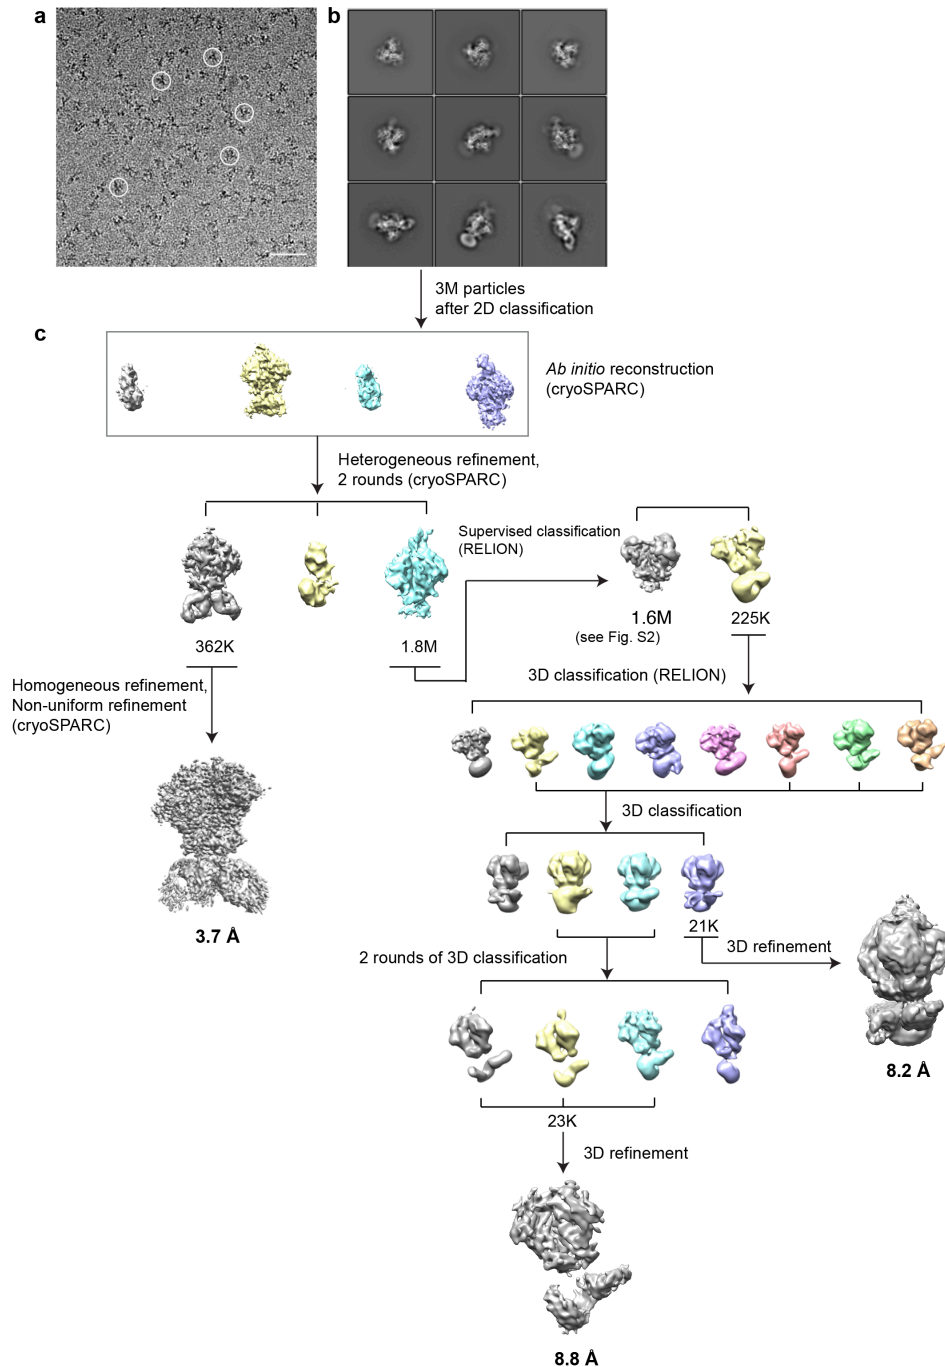 a
b
3M particles
after 2D classification
c
Ab initio reconstruction
(cryoSPARC)
Heterogeneous refinement,
2 rounds (cryoSPARC)
Supervised classification
(RELION)
362K
1.8M
1.6M
(see Fig. S2)
225K
Homogeneous refinement,
Non-uniform refinement
(cryoSPARC)
3D classification (RELION)
3D classification
3.7 Å
21K
3D refinement
2 rounds of 3D classification
8.2 Å
23K
3D refinement
8.8 Å